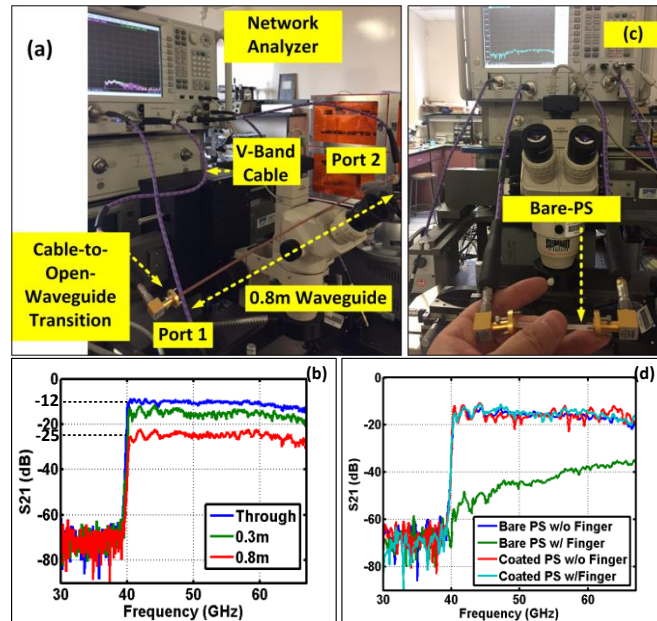 (a)
Network
Analyzer
V-Band
Cable
Port 2
Cable-to-
Open-
Waveguide
Transition
Port 1
0.8m Waveguide
(c)
Bare-PS
(b)
0
-12
-20
-25
-40
-60
-80
S21 (dB)
30 40 50 60
Frequency (GHz)
Through
0.3m
0.8m
(d)
0
-20
-40
-60
-80
S21 (dB)
30 40 50 60
Frequency (GHz)
Bare PS w/o Finger
Bare PS w/ Finger
Coated PS w/o Finger
Coated PS w/Finger